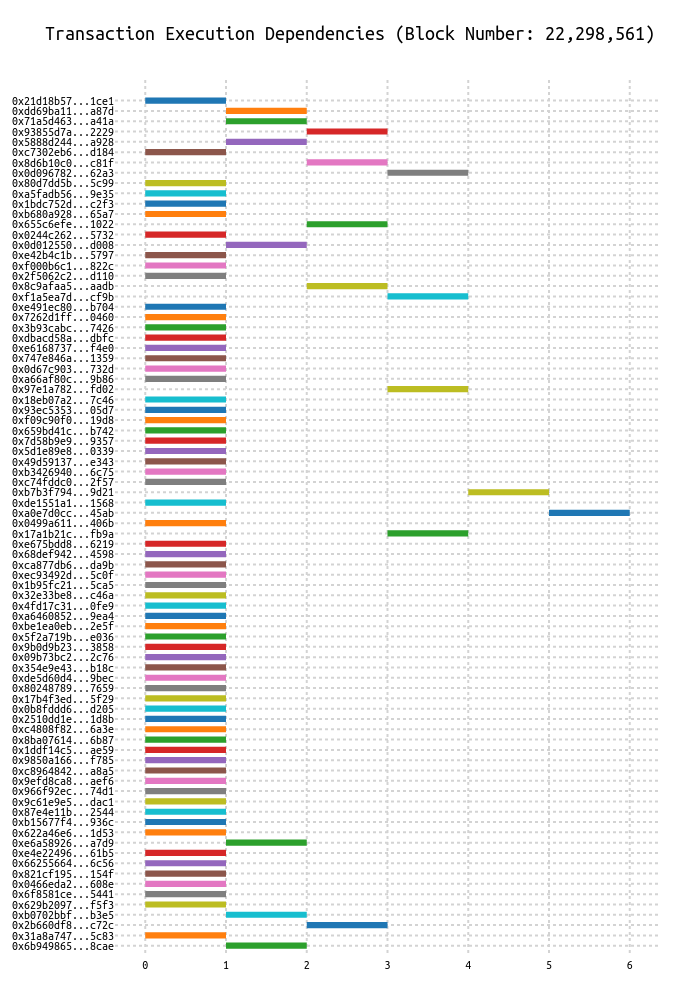 Transaction Execution Dependencies (Block Number: 22,298,561)
0x21d18b57...1ce1
0xdd69ba11...a87d
0x71a5d463...a41a
0x93855d7a...2229
0x5888d244...a928
0xc7302eb6...d184
0x8d6b10c0...c81f
0x0d096782...62a3
0x80d7dd5b...5c99
0xa5fadb56...9e35
0x1bdc752d...c2f3
0xb680a928...65a7
0x655c6efe...1022
0x0244c262...5732
0x0d012550...d008
0xe42b4c1b...5797
0xf000b6c1...822c
0x2f5062c2...d110
0x8c9afaa5...aadb
0xf1a5ea7d...cf9b
0xe491ec80...b704
0x7262d1ff...0460
0x3b93cabc...7426
0xdbacd58a...dbfc
0xe6168737...f4e0
0x747e846a...1359
0x0d67c903...732d
0xa66af80c...9b86
0x97e1a782...fd02
0x18eb07a2...7c46
0x93ec5353...05d7
0xf09c90f0...19d8
0x659bd41c...b742
0x7d58b9e9...9357
0x5d1e89e8...0339
0x49d59137...e343
0xb3426940...6c75
0xc74fddc0...2f57
0xb7b3f794...9d21
0xde1551a1...1568
0xa0e7d0cc...45ab
0x0499a611...406b
0x17a1b21c...fb9a
0xe675bdd8...6219
0x68def942...4598
0xca877db6...da9b
0xec93492d...5c0f
0x1b95fc21...5ca5
0x32e33be8...c46a
0x4fd17c31...0fe9
0xa6460852...9ea4
0xbe1ea0eb...2e5f
0x5f2a719b...e036
0x9b0d9b23...3858
0x09b73bc2...2c76
0x354e9e43...b18c
0xde5d60d4...9bec
0x80248789...7659
0x17b4f3ed...5f29
0x0b8fddd6...d205
0x2510dd1e...1d8b
0xc4808f82...6a3e
0x8ba07614...6b87
0x1ddf14c5...ae59
0x9850a166...f785
0xc8964842...a8a5
0x9efd8ca8...aef6
0x966f92ec...74d1
0x9c61e9e5...dac1
0x87e4e11b...2544
0xb15677f4...936c
0x622a46e6...1d53
0xe6a58926...a7d9
0xe4e22496...61b5
0x66255664...6c56
0x821cf195...154f
0x0466eda2...608e
0x6f8581ce...5441
0x629b2097...f5f3
0xb0702bbf...b3e5
0x2b660df8...c72c
0x31a8a747...5c83
0x6b949865...8cae
0 1 2 3 4 5 6